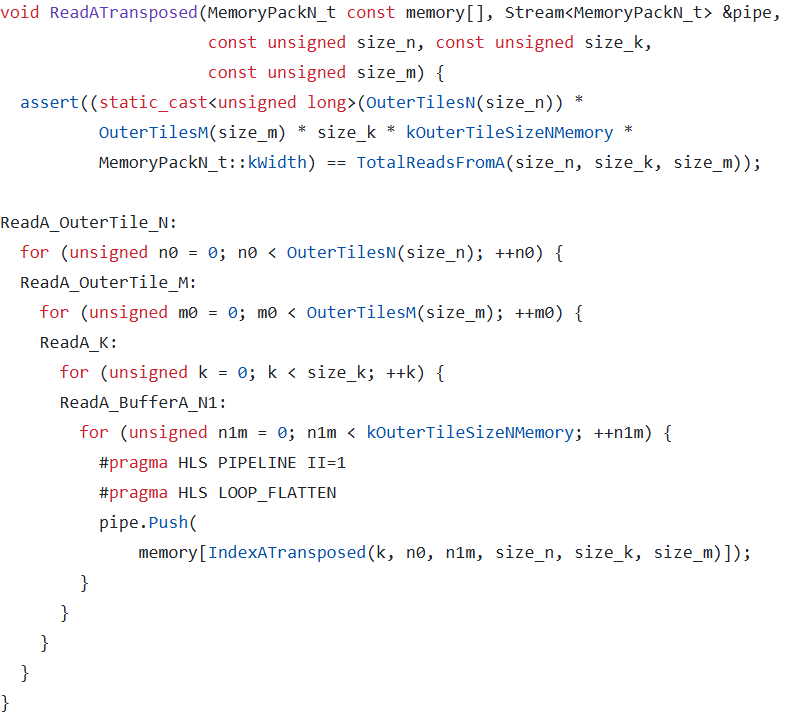 void ReadATransposed(MemoryPackN_t const memory[], Stream<MemoryPackN_t> &pipe,
                     const unsigned size_n, const unsigned size_k,
                     const unsigned size_m) {
  assert((static_cast<unsigned long>(OuterTilesN(size_n)) *
          OuterTilesM(size_m) * size_k * kOuterTileSizeNMemory *
          MemoryPackN_t::kWidth) == TotalReadsFromA(size_n, size_k, size_m));

ReadA_OuterTile_N:
  for (unsigned n0 = 0; n0 < OuterTilesN(size_n); ++n0) {
  ReadA_OuterTile_M:
    for (unsigned m0 = 0; m0 < OuterTilesM(size_m); ++m0) {
    ReadA_K:
      for (unsigned k = 0; k < size_k; ++k) {
      ReadA_BufferA_N1:
        for (unsigned n1m = 0; n1m < kOuterTileSizeNMemory; ++n1m) {
          #pragma HLS PIPELINE II=1
          #pragma HLS LOOP_FLATTEN
          pipe.Push(
              memory[IndexATransposed(k, n0, n1m, size_n, size_k, size_m)]);
        }
      }
    }
  }
}